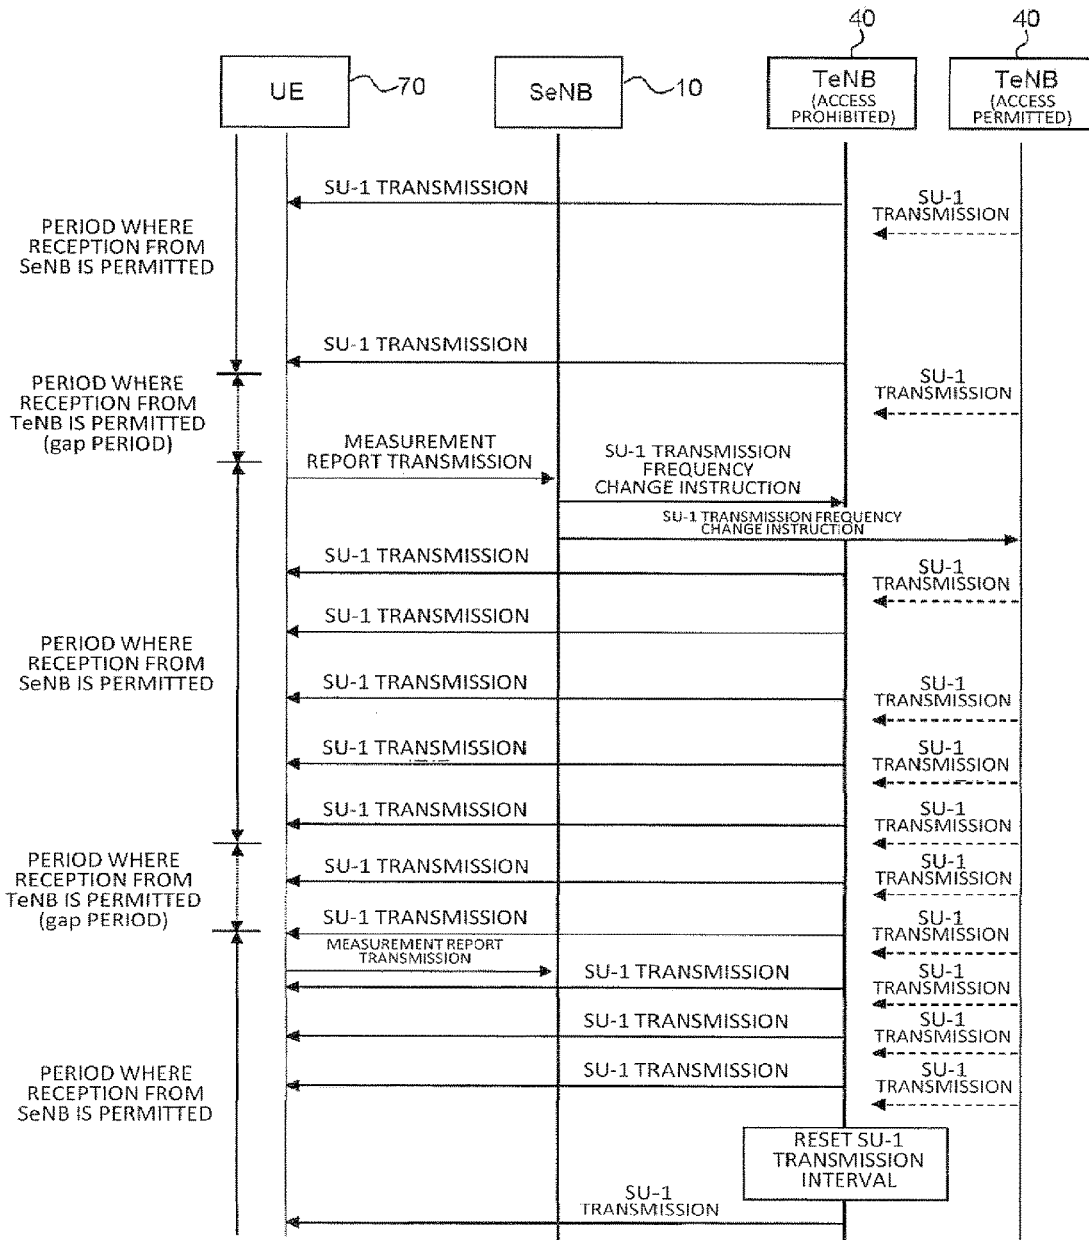 40
40
UE
70
SeNB
10
TeNB
(ACCESS
PROHIBITED)
TeNB
(ACCESS
PERMITTED)
SU-1 TRANSMISSION
SU-1
TRANSMISSION
PERIOD WHERE
RECEPTION FROM
SeNB IS PERMITTED
SU-1 TRANSMISSION
SU-1
TRANSMISSION
PERIOD WHERE
RECEPTION FROM
TeNB IS PERMITTED
(gap PERIOD)
MEASUREMENT
REPORT TRANSMISSION
SU-1 TRANSMISSION
FREQUENCY
CHANGE INSTRUCTION
SU-1 TRANSMISSION FREQUENCY
CHANGE INSTRUCTION
SU-1 TRANSMISSION
SU-1
TRANSMISSION
SU-1 TRANSMISSION
PERIOD WHERE
RECEPTION FROM
SeNB IS PERMITTED
SU-1 TRANSMISSION
SU-1
TRANSMISSION
SU-1 TRANSMISSION
SU-1
TRANSMISSION
SU-1 TRANSMISSION
SU-1
TRANSMISSION
PERIOD WHERE
RECEPTION FROM
TeNB IS PERMITTED
(gap PERIOD)
SU-1 TRANSMISSION
SU-1
TRANSMISSION
SU-1 TRANSMISSION
SU-1
TRANSMISSION
MEASUREMENT REPORT
TRANSMISSION
SU-1 TRANSMISSION
SU-1
TRANSMISSION
SU-1 TRANSMISSION
SU-1
TRANSMISSION
SU-1 TRANSMISSION
SU-1
TRANSMISSION
PERIOD WHERE
RECEPTION FROM
SeNB IS PERMITTED
RESET SU-1
TRANSMISSION
INTERVAL
SU-1
TRANSMISSION